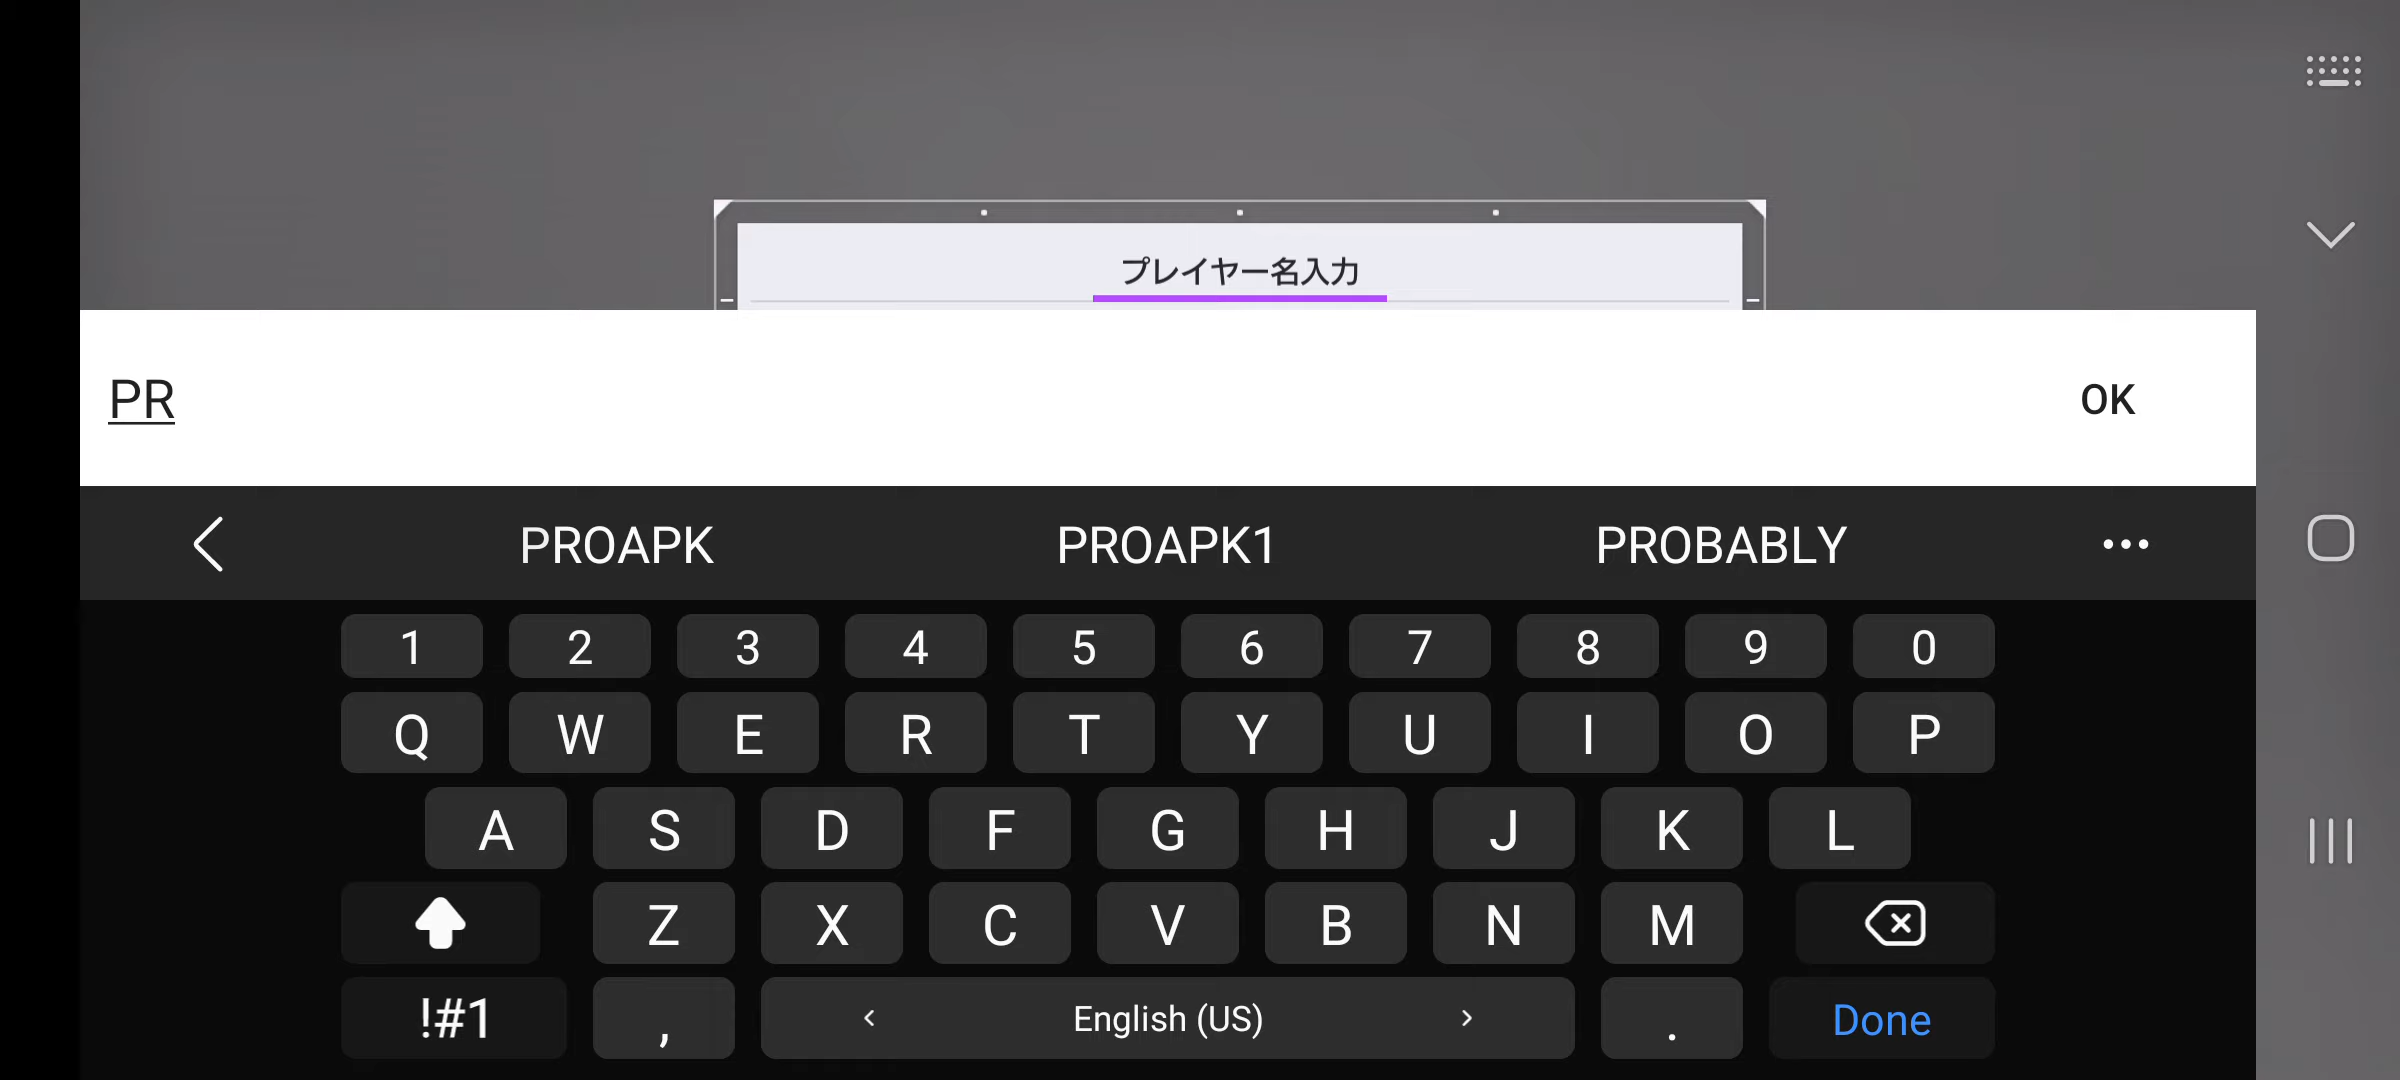 プレイヤー名入力
PR
OK
PROAPK PROAPK1 PROBABLY
1 2 3 4 5 6 7 8 9 0
Q W E R T Y U I O P
A S D F G H J K L
Z X C V B N M
!#1 , English (US) . Done